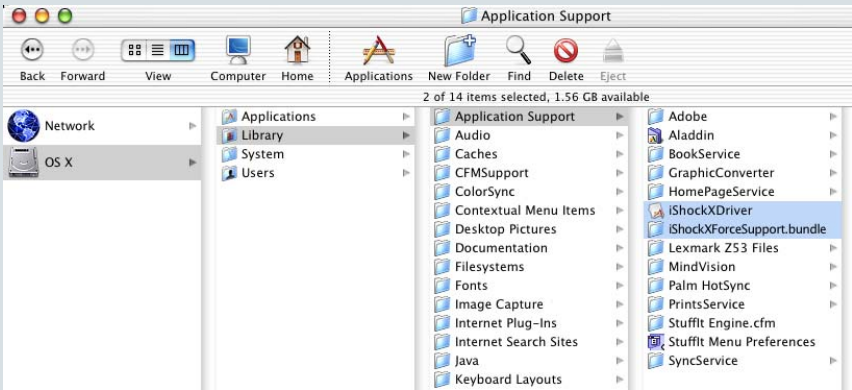 Application Support
Back Forward View Computer Home Applications New Folder Find Delete Eject
2 of 14 items selected, 1.56 GB available
Network
OS X
Applications
Library
System
Users
Application Support
Audio
Caches
CFMSupport
ColorSync
Contextual Menu Items
Desktop Pictures
Documentation
Filesystems
Fonts
Image Capture
Internet Plug-Ins
Internet Search Sites
Java
Keyboard Layouts
Adobe
Aladdin
BookService
GraphicConverter
HomePageService
iShockXDriver
iShockXForceSupport.bundle
Lexmark Z53 Files
MindVision
Palm HotSync
PrintsService
StuffIt Engine.cfm
StuffIt Menu Preferences
SyncService